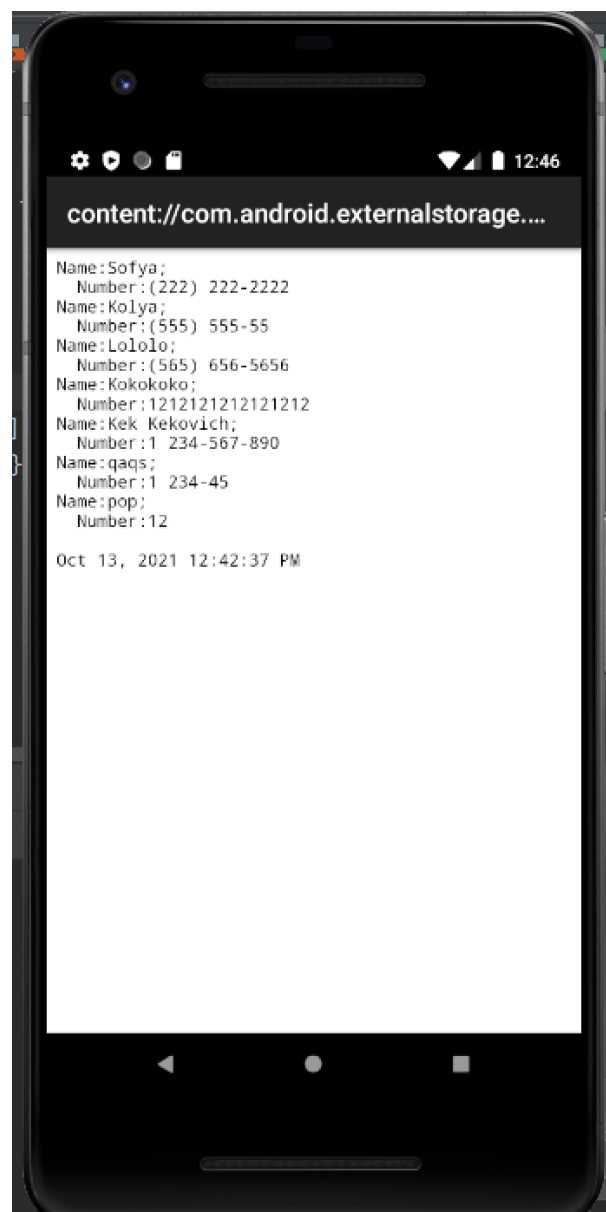 12:46
content://com.android.externalstorage....
Name:Sofya;
Number:(222) 222-2222
Name:Kolya;
Number:(555) 555-55
Name:Lololo;
Number:(565) 656-5656
Name:Kokokoko;
Number:1212121212121212
Name:Kek Kekovich;
Number:1 234-567-890
Name:qaqs;
Number:1 234-45
Name:pop;
Number:12
Oct 13, 2021 12:42:37 PM